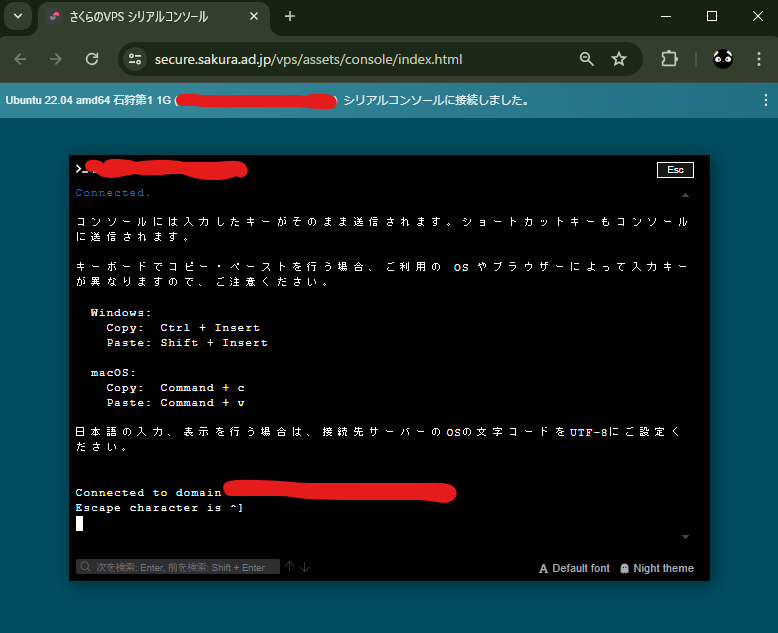 さくらのVPS シリアルコンソール
secure.sakura.ad.jp/vps/assets/console/index.html
Ubuntu 22.04 amd64 石狩第1 1G ( ) シリアルコンソールに接続しました。
>_
Esc
Connected.
コンソールには入力したキーがそのまま送信されます。ショートカットキーもコンソール
に送信されます。
キーボードでコピー・ペーストを行う場合、ご利用の OS やブラウザーによって入力キー
が異なりますので、ご注意ください。
Windows:
Copy: Ctrl + Insert
Paste: Shift + Insert
macOS:
Copy: Command + c
Paste: Command + v
日本語の入力、表示を行う場合は、接続先サーバーのOSの文字コードをUTF-8にご設定く
ださい。
Connected to domain
Escape character is ^]
次を検索: Enter, 前を検索: Shift + Enter
A Default font Night theme